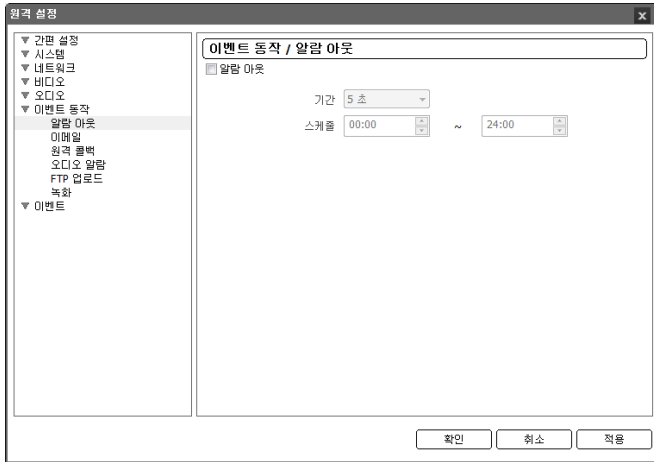 원격 설정
x
간편 설정
시스템
네트워크
비디오
오디오
이벤트 동작
알람 아웃
이메일
원격 콜백
오디오 알람
FTP 업로드
녹화
이벤트
이벤트 동작 / 알람 아웃
알람 아웃
기간 5 초
스케줄 00:00 ~ 24:00
확인 취소 적용